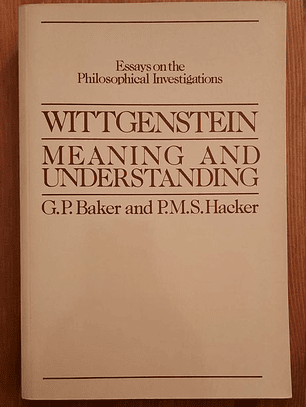 Essays on the
Philosophical Investigations
WITTGENSTEIN
MEANING AND
UNDERSTANDING
G.P. Baker and P.M.S. Hacker